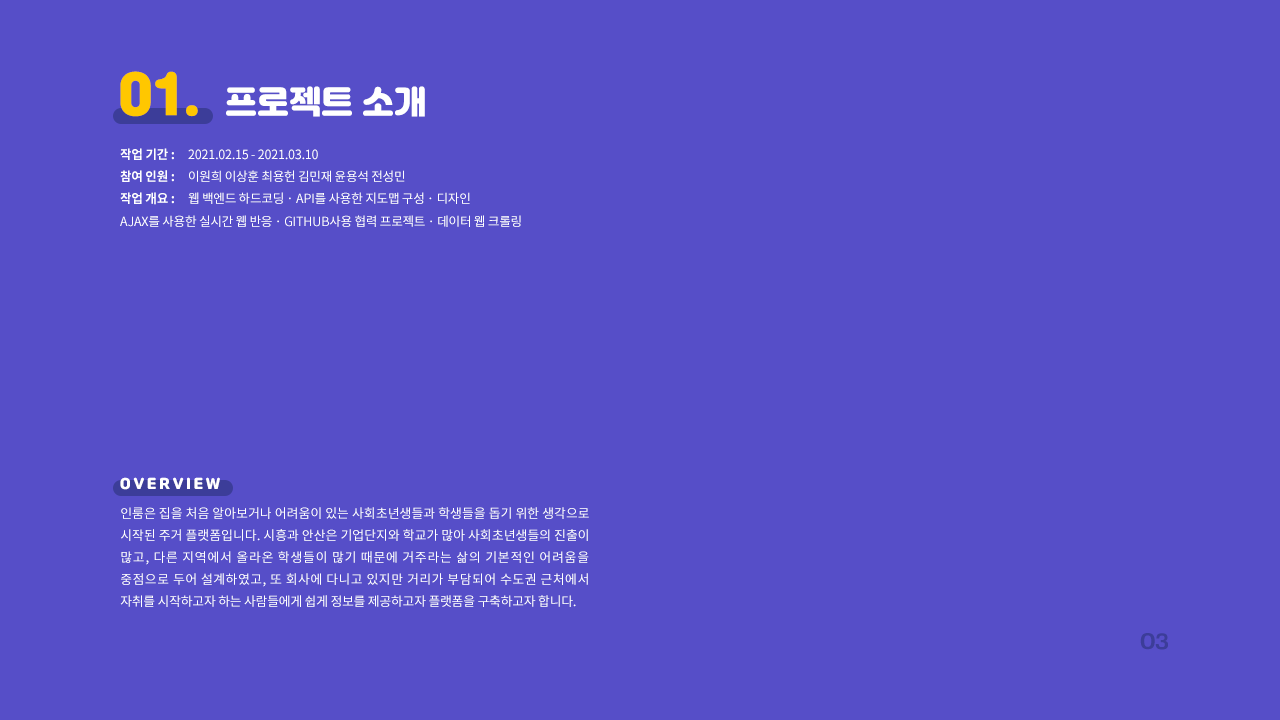 01. 프로젝트 소개
작업 기간 : 2021.02.15 - 2021.03.10
참여 인원 : 이원희 이상훈 최용헌 김민재 윤용석 전성민
작업 개요 : 웹 백엔드 하드코딩 · API를 사용한 지도맵 구성 · 디자인
AJAX를 사용한 실시간 웹 반응 · GITHUB사용 협력 프로젝트 · 데이터 웹 크롤링
OVERVIEW
인룸은 집을 처음 알아보거나 어려움이 있는 사회초년생들과 학생들을 돕기 위한 생각으로
시작된 주거 플랫폼입니다. 시흥과 안산은 기업단지와 학교가 많아 사회초년생들의 진출이
많고, 다른 지역에서 올라온 학생들이 많기 때문에 거주라는 삶의 기본적인 어려움을
중점으로 두어 설계하였고, 또 회사에 다니고 있지만 거리가 부담되어 수도권 근처에서
자취를 시작하고자 하는 사람들에게 쉽게 정보를 제공하고자 플랫폼을 구축하고자 합니다.
03